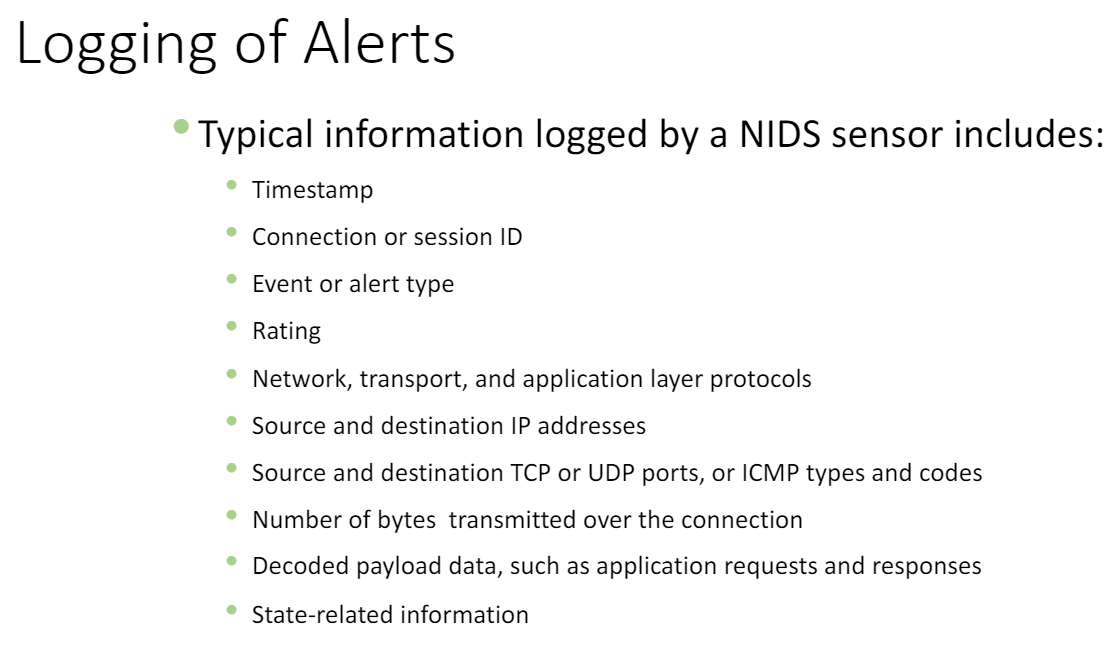 Logging of Alerts
• Typical information logged by a NIDS sensor includes:
• Timestamp
• Connection or session ID
• Event or alert type
• Rating
• Network, transport, and application layer protocols
• Source and destination IP addresses
• Source and destination TCP or UDP ports, or ICMP types and codes
• Number of bytes  transmitted over the connection
• Decoded payload data, such as application requests and responses
• State-related information